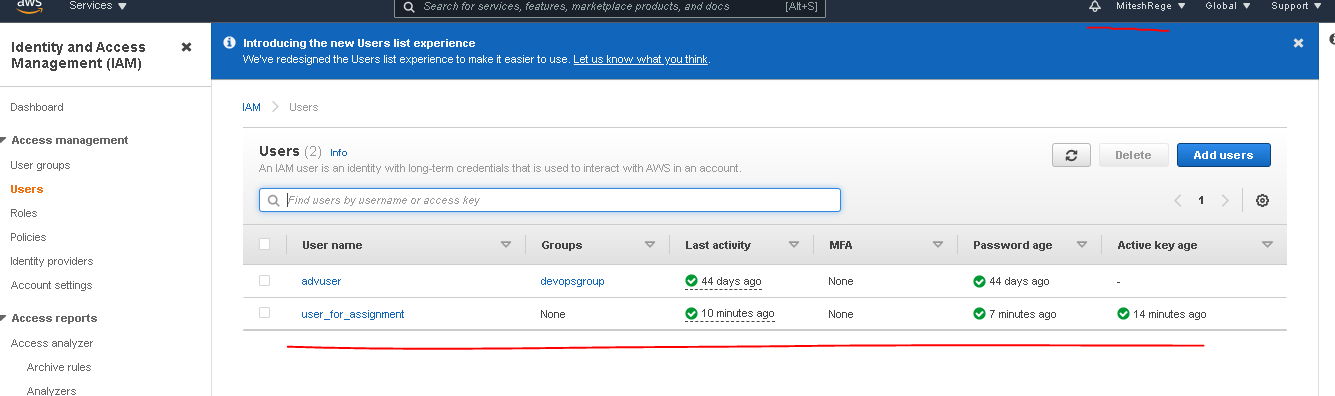 aws
Services
Search for services, features, marketplace products, and docs
[Alt+S]
MiteshRege
Global
Support
Identity and Access
Management (IAM)
Introducing the new Users list experience
We've redesigned the Users list experience to make it easier to use. Let us know what you think.
Dashboard
Access management
User groups
Users
Roles
Policies
Identity providers
Account settings
Access reports
Access analyzer
Archive rules
Analyzers
IAM > Users
Users (2) Info
An IAM user is an identity with long-term credentials that is used to interact with AWS in an account.
Delete
Add users
Find users by username or access key
1
User name Groups Last activity MFA Password age Active key age
advuser devopsgroup 44 days ago None 44 days ago -
user_for_assignment None 10 minutes ago None 7 minutes ago 14 minutes ago